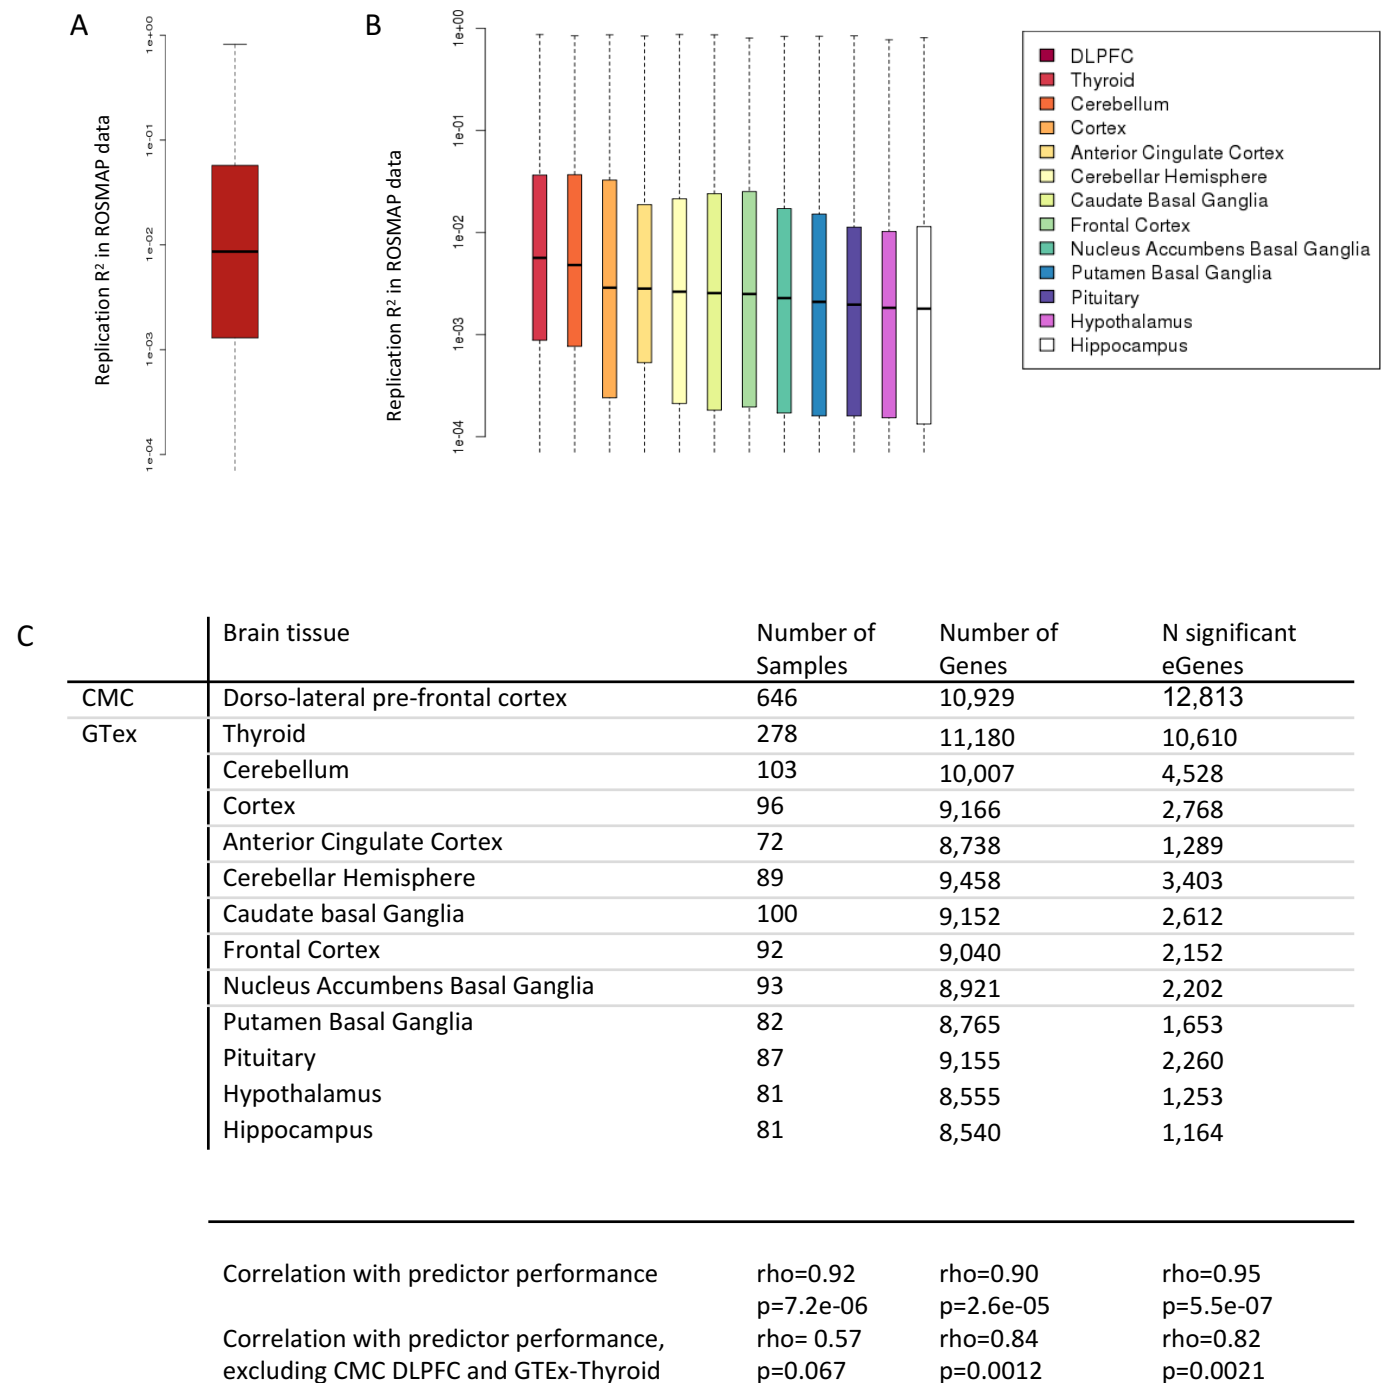 A
Replication R² in ROSMAP data
1e+00
1e-01
1e-02
1e-03
1e-04
B
Replication R² in ROSMAP data
1e+00
1e-01
1e-02
1e-03
1e-04
DLPFC
Thyroid
Cerebellum
Cortex
Anterior Cingulate Cortex
Cerebellar Hemisphere
Caudate Basal Ganglia
Frontal Cortex
Nucleus Accumbens Basal Ganglia
Putamen Basal Ganglia
Pituitary
Hypothalamus
Hippocampus
C
Brain tissue Number of Samples Number of Genes N significant eGenes
CMC Dorso-lateral pre-frontal cortex 646 10,929 12,813
GTex Thyroid 278 11,180 10,610
Cerebellum 103 10,007 4,528
Cortex 96 9,166 2,768
Anterior Cingulate Cortex 72 8,738 1,289
Cerebellar Hemisphere 89 9,458 3,403
Caudate basal Ganglia 100 9,152 2,612
Frontal Cortex 92 9,040 2,152
Nucleus Accumbens Basal Ganglia 93 8,921 2,202
Putamen Basal Ganglia 82 8,765 1,653
Pituitary 87 9,155 2,260
Hypothalamus 81 8,555 1,253
Hippocampus 81 8,540 1,164
Correlation with predictor performance rho=0.92 rho=0.90 rho=0.95
p=7.2e-06 p=2.6e-05 p=5.5e-07
Correlation with predictor performance, rho= 0.57 rho=0.84 rho=0.82
excluding CMC DLPFC and GTEx-Thyroid p=0.067 p=0.0012 p=0.0021